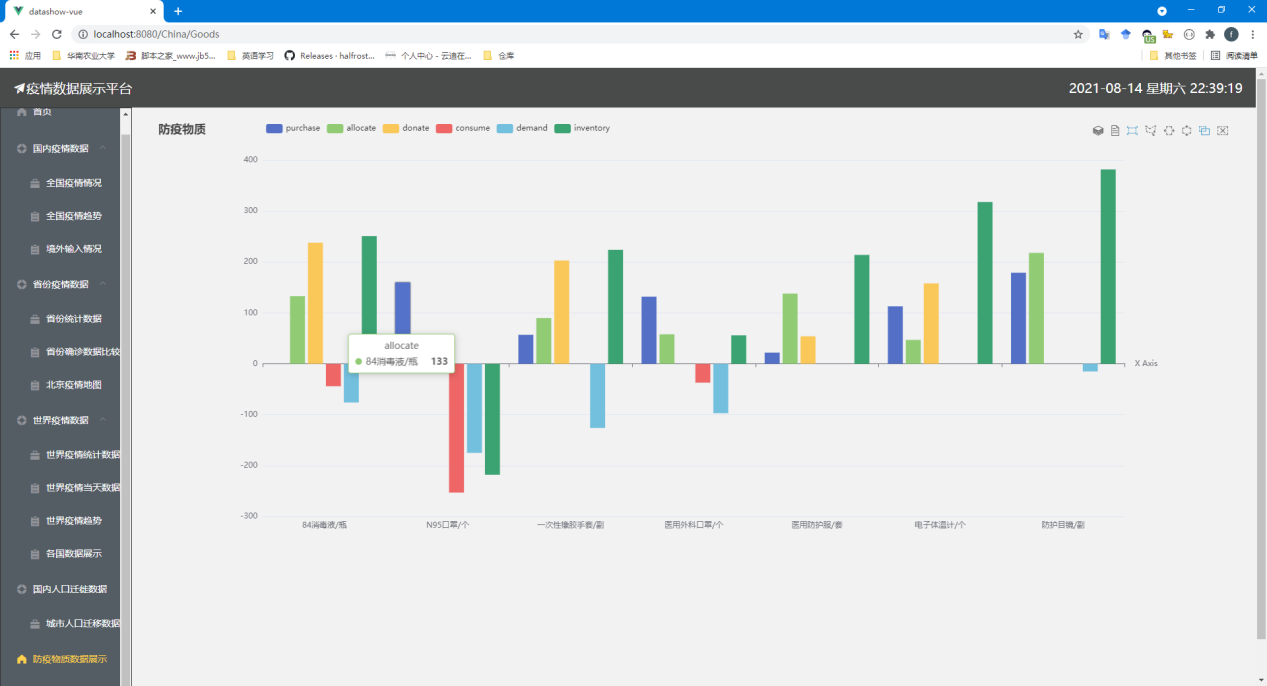 datashow-vue
localhost:8080/China/Goods
应用 华南农业大学 脚本之家_www.jb5... 英语学习 Releases · halfrost... 个人中心 - 云迪在... 仓库 其他书签 阅读清单
疫情数据展示平台 2021-08-14 星期六 22:39:19
首页
国内疫情数据
全国疫情情况
全国疫情趋势
境外输入情况
省份疫情数据
省份统计数据
省份确诊数据比较
北京疫情地图
世界疫情数据
世界疫情统计数据
世界疫情当天数据
世界疫情趋势
各国数据展示
国内人口迁徙数据
城市人口迁移数据
防疫物质数据展示
防疫物质 purchase allocate donate consume demand inventory
400
300
200
100
0
-100
-200
-300
X Axis
allocate
84消毒液/瓶 133
84消毒液/瓶 N95口罩/个 一次性橡胶手套/副 医用外科口罩/个 医用防护服/套 电子体温计/个 防护目镜/副